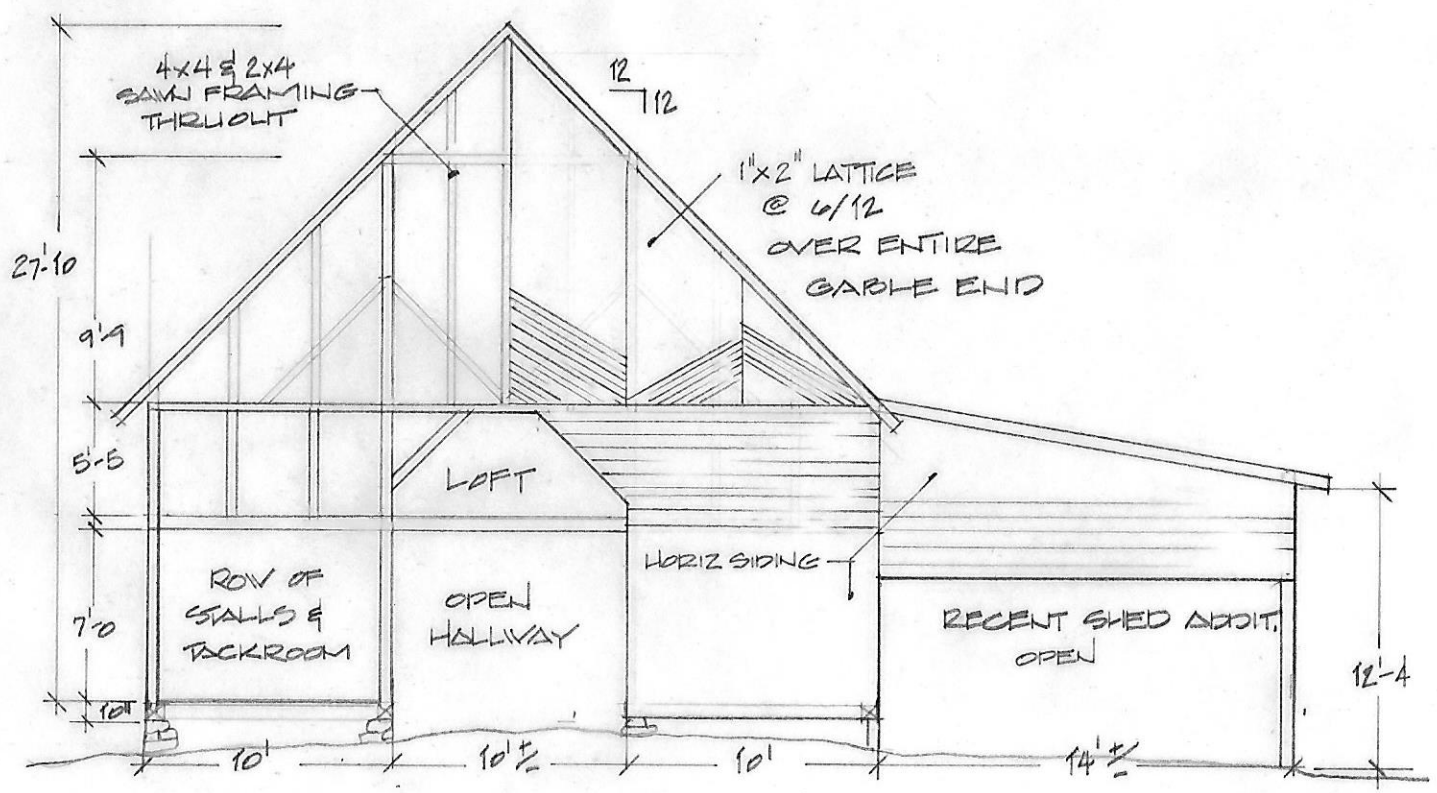 4x4 & 2x4
SAWN FRAMING
THRUOUT
12
12
1"x2" LATTICE
@ 6/12
OVER ENTIRE
GABLE END
27'-10
9'-9
5'-5
7'-0
10"
LOFT
HORIZ SIDING
ROW OF
STALLS &
TACKROOM
OPEN
HALLWAY
RECENT SHED ADDIT.
OPEN
12'-4
10'
10' +/-
10'
14' +/-